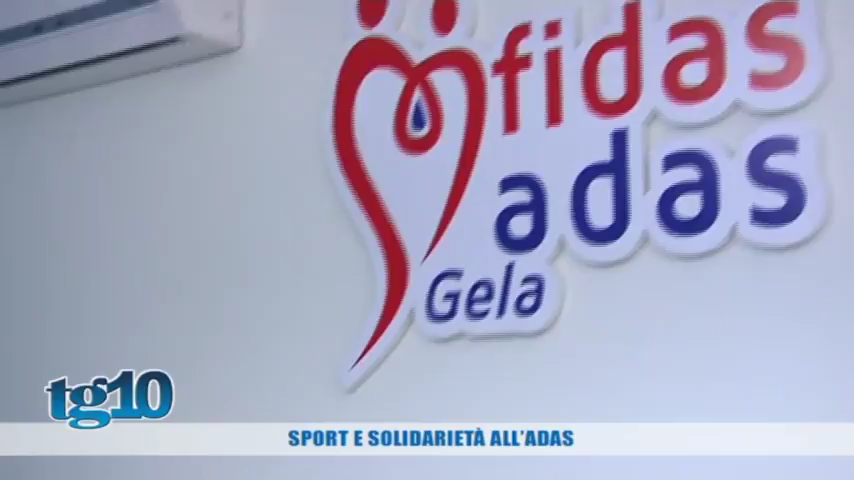 fidas
adas
Gela
tg10
SPORT E SOLIDARIETÀ ALL'ADAS